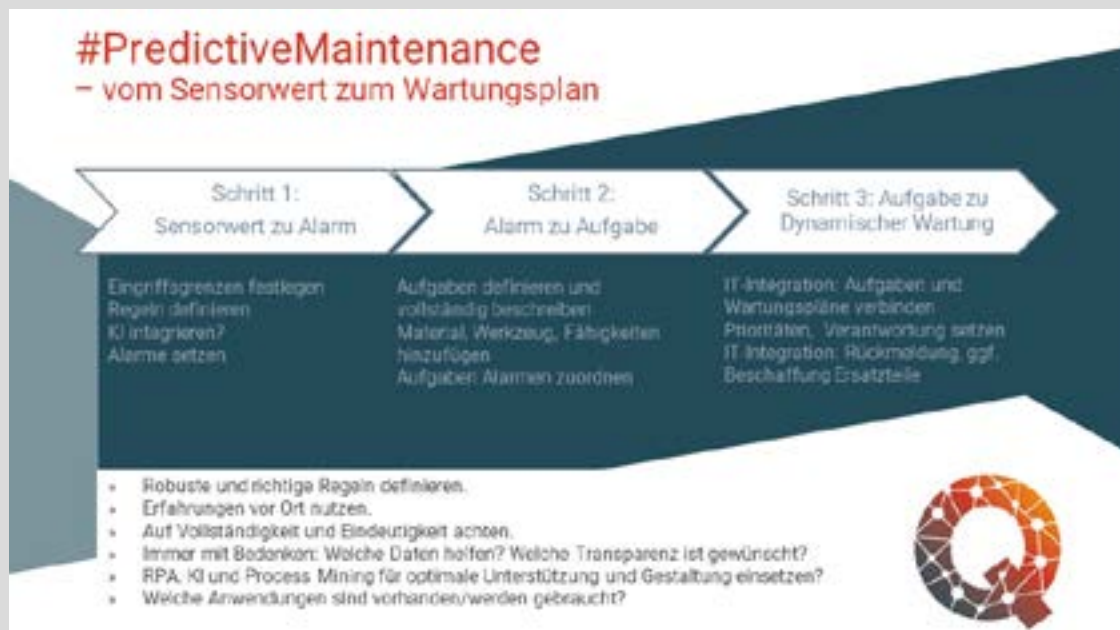 #PredictiveMaintenance
– vom Sensorwert zum Wartungsplan
Schritt 1:
Sensorwert zu Alarm
Schritt 2:
Alarm zu Aufgabe
Schritt 3: Aufgabe zu
Dynamischer Wartung
Eingriffsgrenzen festlegen
Regeln definieren
KI integrieren?
Alarme setzen
Aufgaben definieren und
vollständig beschreiben
Material, Werkzeug, Fähigkeiten
hinzufügen
Aufgaben Alarmen zuordnen
IT-Integration: Aufgaben und
Wartungspläne verbinden
Prioritäten, Verantwortung setzen
IT Integration: Rückmeldung, ggf.
Beschaffung Ersatzteile
Robuste und richtige Regeln definieren.
Erfahrungen vor Ort nutzen.
Auf Vollständigkeit und Eindeutigkeit achten.
Immer mit Bedenken: Welche Daten helfen? Welche Transparenz ist gewünscht?
RPA, KI und Process Mining für optimale Unterstützung und Gestaltung einsetzen?
Welche Anwendungen sind vorhanden/werden gebraucht?
Q